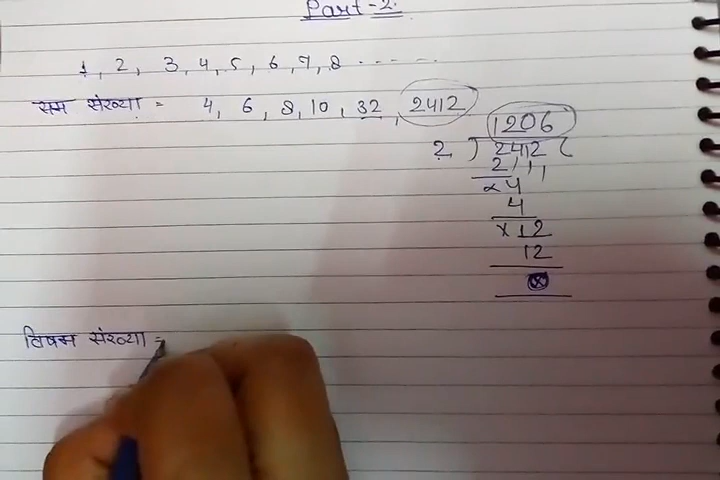 Part-2.
1, 2, 3, 4, 5, 6, 7, 8 ......
सम संख्या = 4, 6, 8, 10, 32, 2412
1206
2 ) 2412 (
2
x 4
4
x 12
12
x
विषम संख्या =